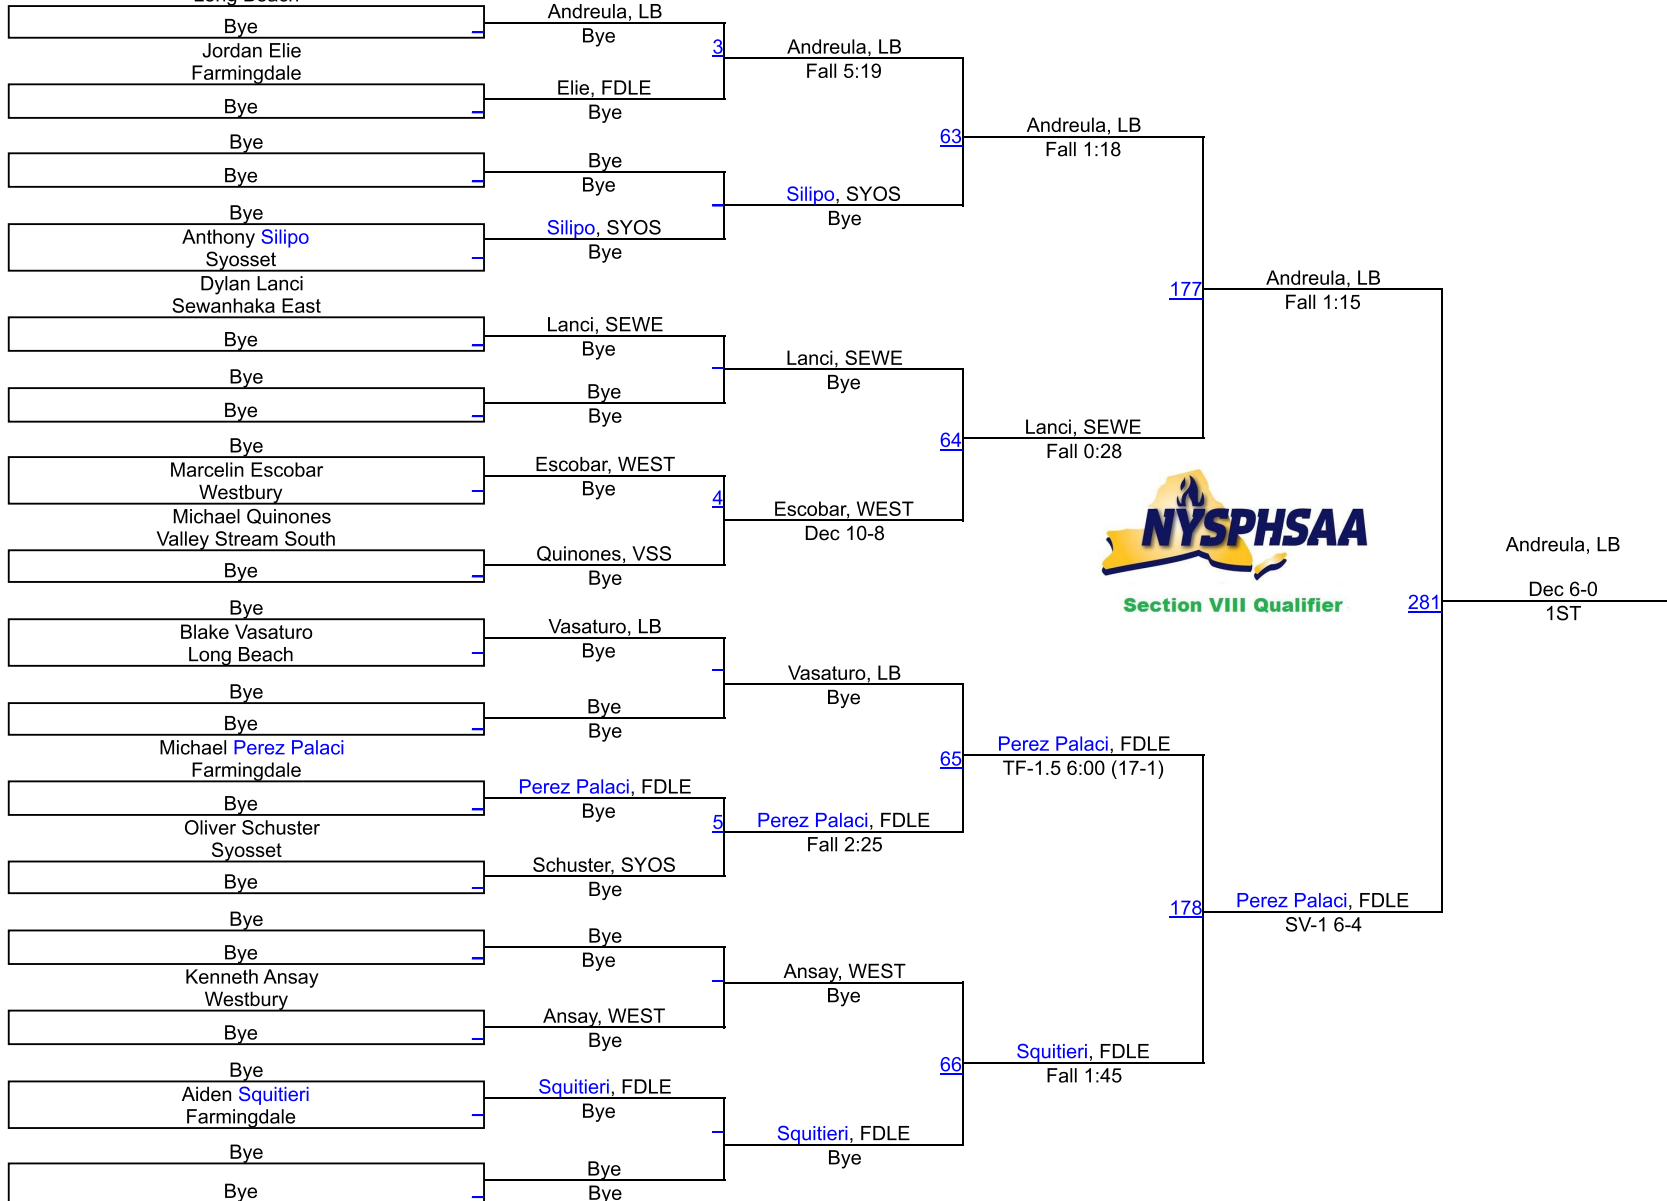 Long Beach
Bye
Jordan Elie
Farmingdale
Bye
Bye
Bye
Bye
Anthony Silipo
Syosset
Dylan Lanci
Sewanhaka East
Bye
Bye
Bye
Bye
Marcelin Escobar
Westbury
Michael Quinones
Valley Stream South
Bye
Bye
Blake Vasaturo
Long Beach
Bye
Bye
Michael Perez Palaci
Farmingdale
Bye
Oliver Schuster
Syosset
Bye
Bye
Bye
Kenneth Ansay
Westbury
Bye
Bye
Aiden Squitieri
Farmingdale
Bye
Bye
Andreula, LB
Bye
3
Elie, FDLE
Bye
Bye
Bye
Silipo, SYOS
Bye
Lanci, SEWE
Bye
Bye
Bye
Escobar, WEST
Bye
4
Quinones, VSS
Bye
Vasaturo, LB
Bye
Bye
Bye
Perez Palaci, FDLE
Bye
5
Schuster, SYOS
Bye
Bye
Bye
Ansay, WEST
Bye
Squitieri, FDLE
Bye
Bye
Bye
Andreula, LB
Fall 5:19
63
Silipo, SYOS
Bye
Lanci, SEWE
Bye
64
Escobar, WEST
Dec 10-8
Vasaturo, LB
Bye
65
Perez Palaci, FDLE
Fall 2:25
Ansay, WEST
Bye
66
Squitieri, FDLE
Bye
Andreula, LB
Fall 1:18
177
Lanci, SEWE
Fall 0:28
NYSPHSAA
Section VIII Qualifier
Perez Palaci, FDLE
TF-1.5 6:00 (17-1)
178
Squitieri, FDLE
Fall 1:45
Andreula, LB
Fall 1:15
281
Perez Palaci, FDLE
SV-1 6-4
Andreula, LB
Dec 6-0
1ST